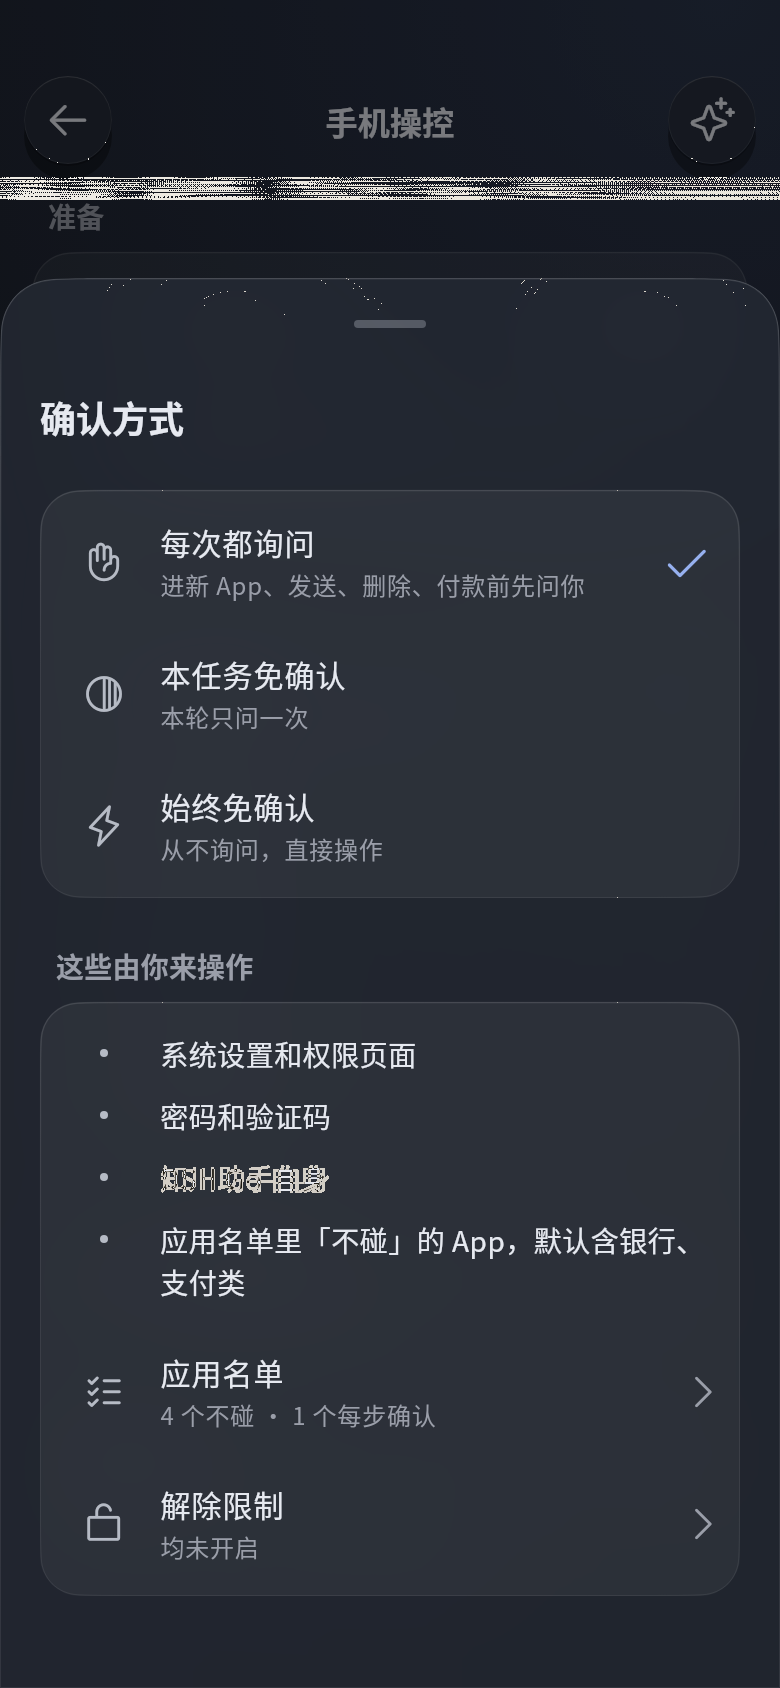 手机操控
准备
确认方式
每次都询问
进新 App、发送、删除、付款前先问你
本任务免确认
本轮只问一次
始终免确认
从不询问，直接操作
这些由你来操作
系统设置和权限页面
密码和验证码
助手自身
应用名单里「不碰」的 App，默认含银行、
支付类
应用名单
4 个不碰 · 1 个每步确认
解除限制
均未开启